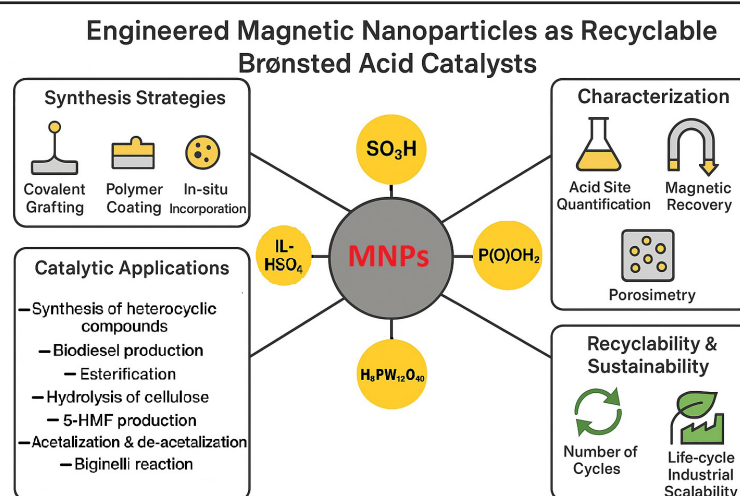 Engineered Magnetic Nanoparticles as Recyclable
Brønsted Acid Catalysts
Synthesis Strategies
Covalent
Grafting
Polymer
Coating
In-situ
Incorporation
Catalytic Applications
–Synthesis of heterocyclic
compounds
– Biodiesel production
– Esterification
– Hydrolysis of cellulose
– 5-HMF production
–Acetalization & de-acetalization
– Biginelli reaction
SO₃H
IL-
HSO₄
MNPs
P(O)OH₂
H₈PW₁₂O₄₀
Characterization
Acid Site
Quantification
Magnetic
Recovery
Porosimetry
Recyclability &
Sustainability
Number of
Cycles
Life-cycle
Industrial
Scalability